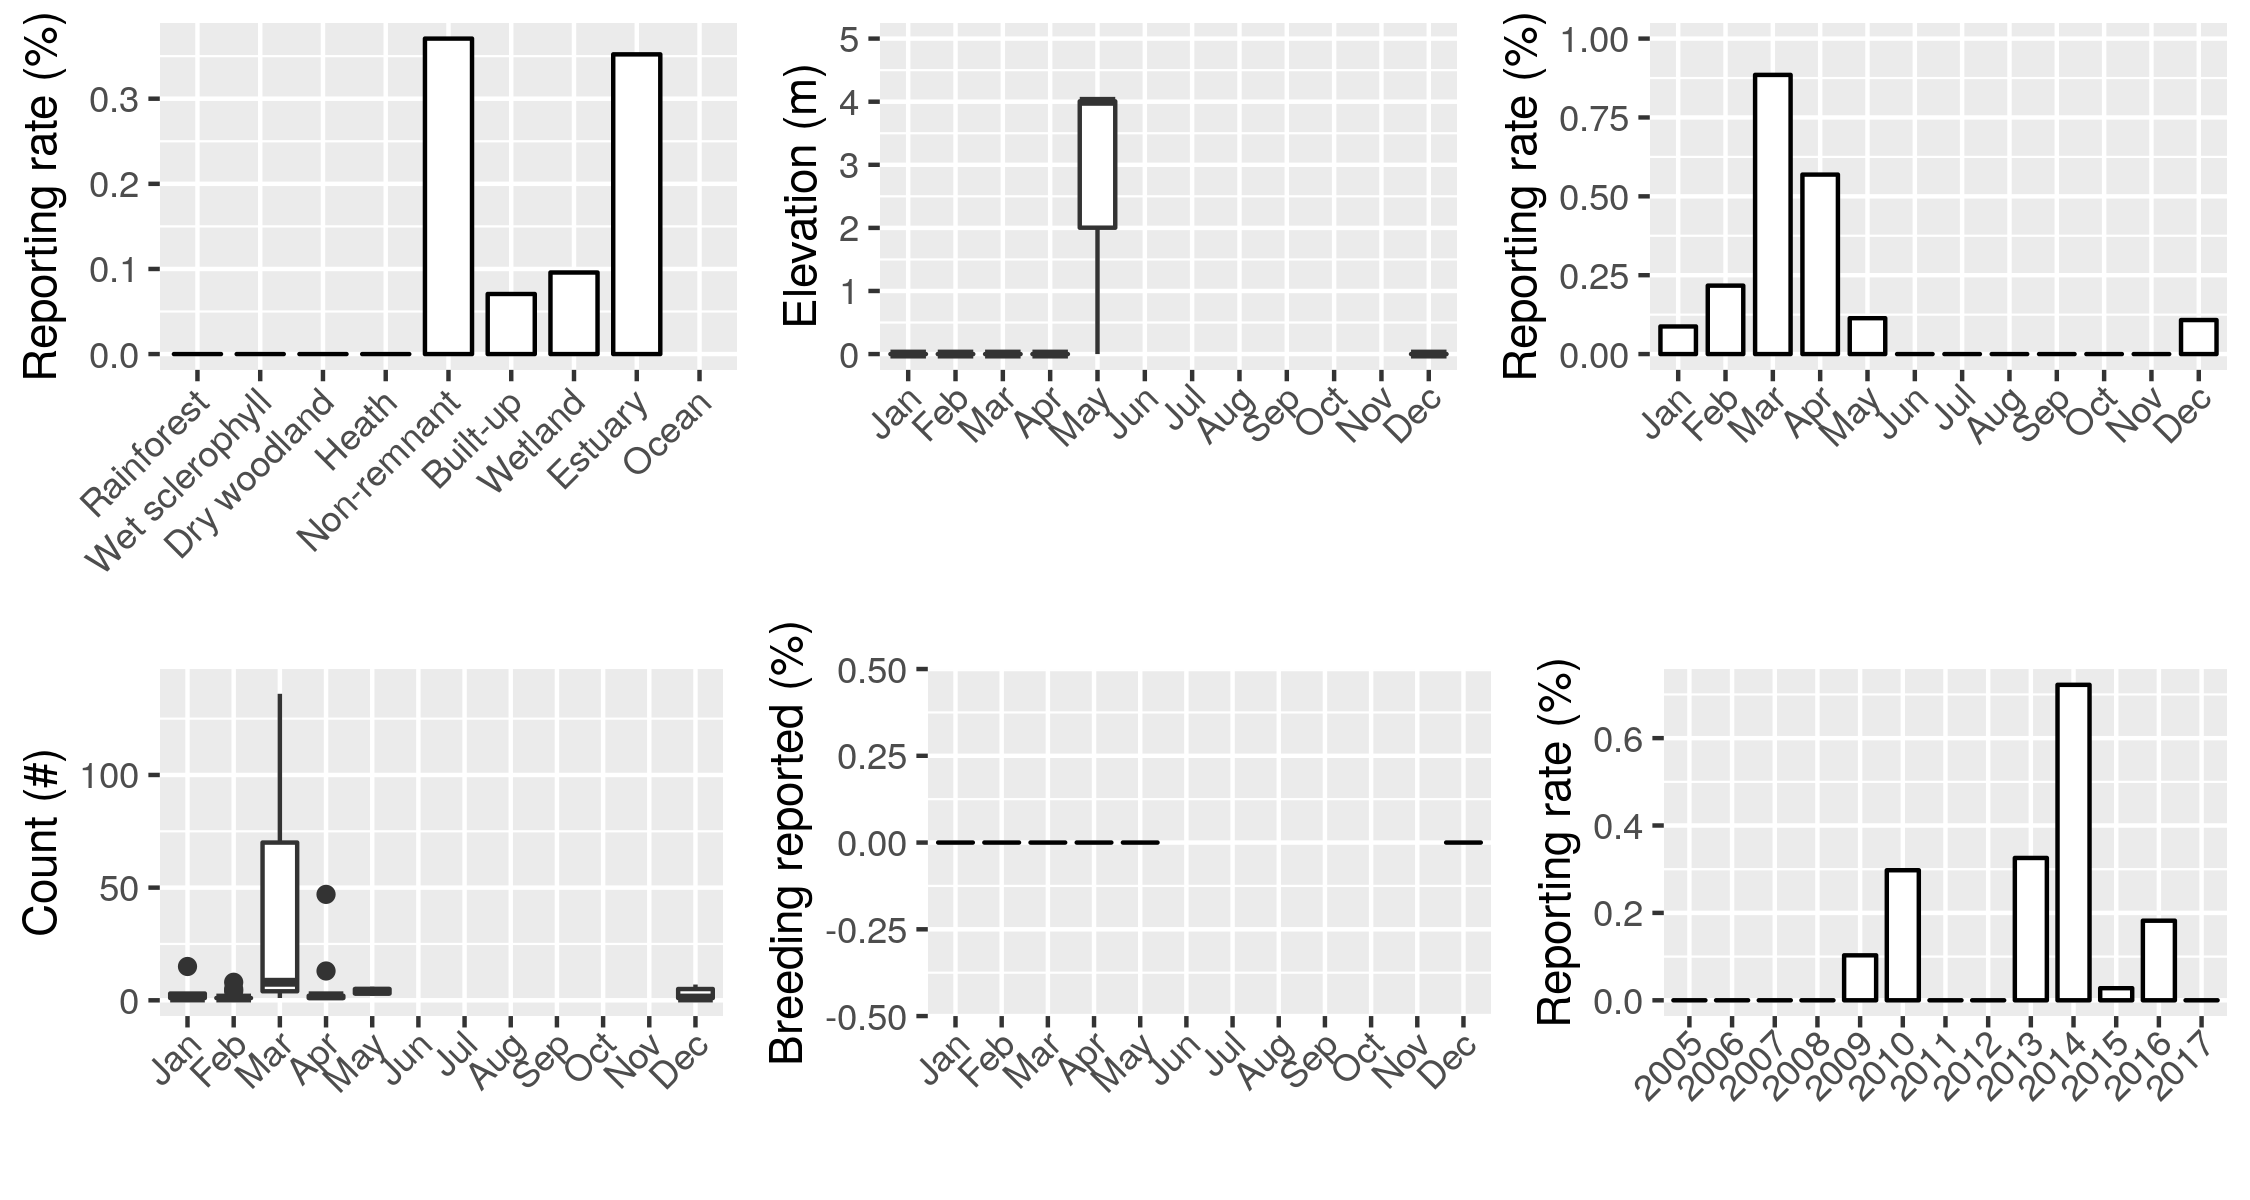 Reporting rate (%)
0.3
0.2
0.1
0.0
Rainforest
Wet sclerophyll
Dry woodland
Heath
Non-remnant
Built-up
Wetland
Estuary
Ocean
Elevation (m)
5
4
3
2
1
0
Jan
Feb
Mar
Apr
May
Jun
Jul
Aug
Sep
Oct
Nov
Dec
Reporting rate (%)
1.00
0.75
0.50
0.25
0.00
Jan
Feb
Mar
Apr
May
Jun
Jul
Aug
Sep
Oct
Nov
Dec
Count (#)
100
50
0
Jan
Feb
Mar
Apr
May
Jun
Jul
Aug
Sep
Oct
Nov
Dec
Breeding reported (%)
0.50
0.25
0.00
-0.25
-0.50
Jan
Feb
Mar
Apr
May
Jun
Jul
Aug
Sep
Oct
Nov
Dec
Reporting rate (%)
0.6
0.4
0.2
0.0
2005
2006
2007
2008
2009
2010
2011
2012
2013
2014
2015
2016
2017